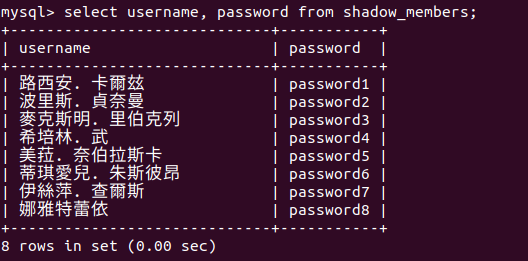 mysql> select username, password from shadow_members;
+-----------------------------+-----------+
| username | password |
+-----------------------------+-----------+
| 路西安. 卡爾玆 | password1 |
| 波里斯. 貞奈曼 | password2 |
| 麥克斯明. 里伯克列 | password3 |
| 希培林. 武 | password4 |
| 美菈. 奈伯拉斯卡 | password5 |
| 蒂琪愛兒. 朱斯彼昂 | password6 |
| 伊絲萍. 查爾斯 | password7 |
| 娜雅特蕾依 | password8 |
+-----------------------------+-----------+
8 rows in set (0.00 sec)